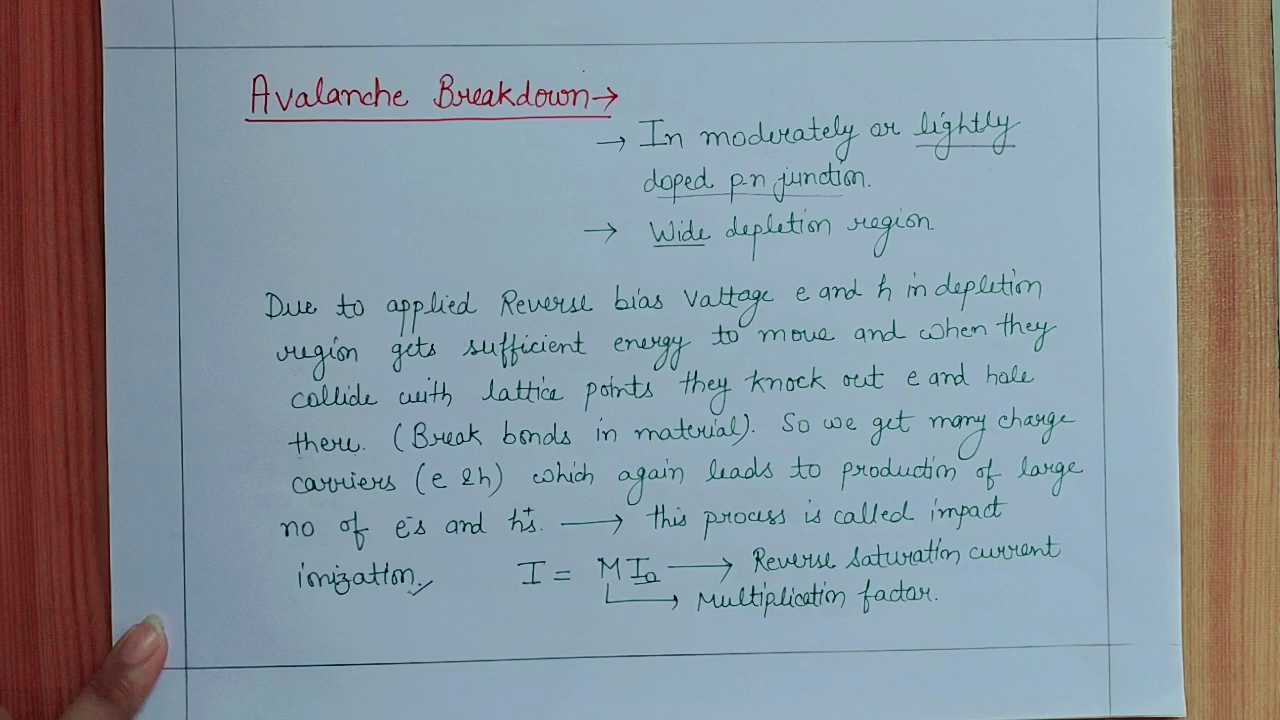 Avalanche Breakdown→
→ In moderately or lightly
doped p-n junction.
→ Wide depletion region.
Due to applied Reverse bias Valtage e and h in depletion
region gets sufficient energy to move and when they
collide with lattice points they knock out e and hole
there. (Break bonds in material). So we get many charge
carriers (e & h) which again leads to production of large
no of e⁻s and h⁺s. → this process is called impact
ionization. I = MI₀ → Reverse saturation current
→ Multiplication factor.